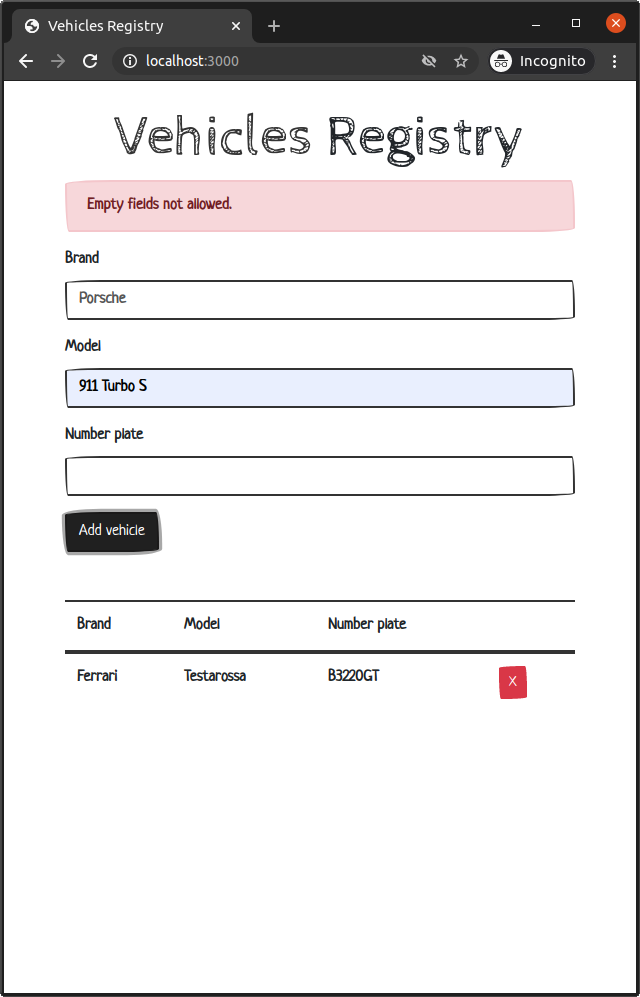 Vehicles Registry
localhost:3000
Incognito
Vehicles Registry
Empty fields not allowed.
Brand
Porsche
Model
911 Turbo S
Number plate
Add vehicle
Brand Model Number plate
Ferrari Testarossa B3220GT X